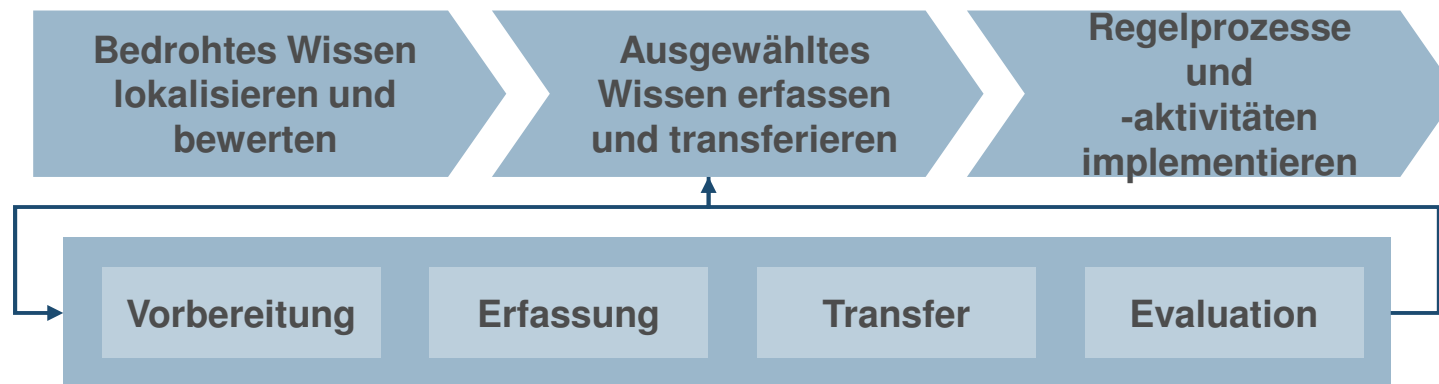 Bedrohtes Wissen
lokalisieren und
bewerten
Ausgewähltes
Wissen erfassen
und transferieren
Regelprozesse
und
-aktivitäten
implementieren
Vorbereitung
Erfassung
Transfer
Evaluation